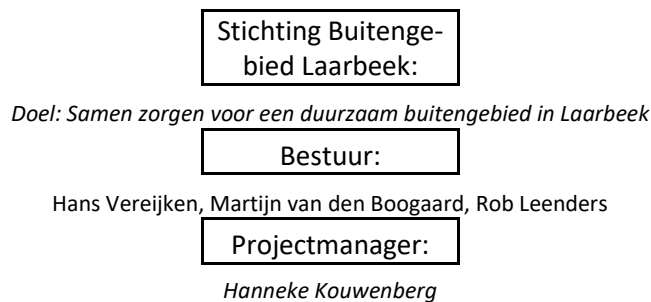 Stichting Buitenge-
bied Laarbeek:
Doel: Samen zorgen voor een duurzaam buitengebied in Laarbeek
Bestuur:
Hans Vereijken, Martijn van den Boogaard, Rob Leenders
Projectmanager:
Hanneke Kouwenberg